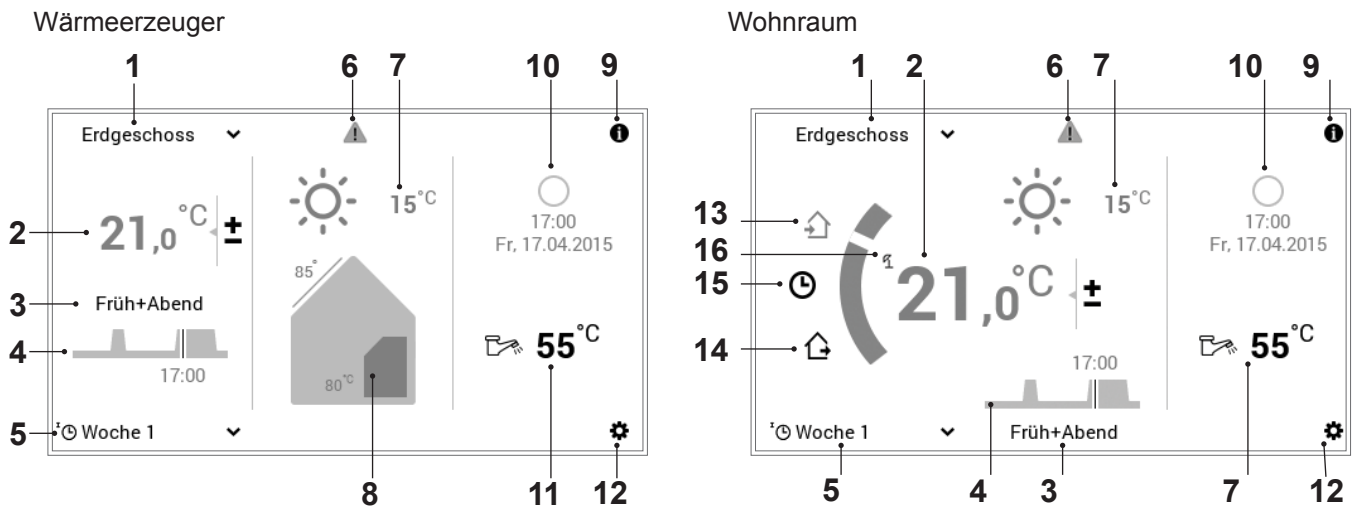 Wärmeerzeuger
1
6
7
10
9
Erdgeschoss
15°C
2
21,0°C
±
17:00
Fr, 17.04.2015
85°
3
Früh+Abend
4
17:00
80°C
55°C
5
Woche 1
8
11
12
Wohnraum
1
2
6
7
10
9
Erdgeschoss
15°C
13
17:00
Fr, 17.04.2015
16
15
21,0°C
±
14
17:00
55°C
Woche 1
Früh+Abend
5
4
3
7
12